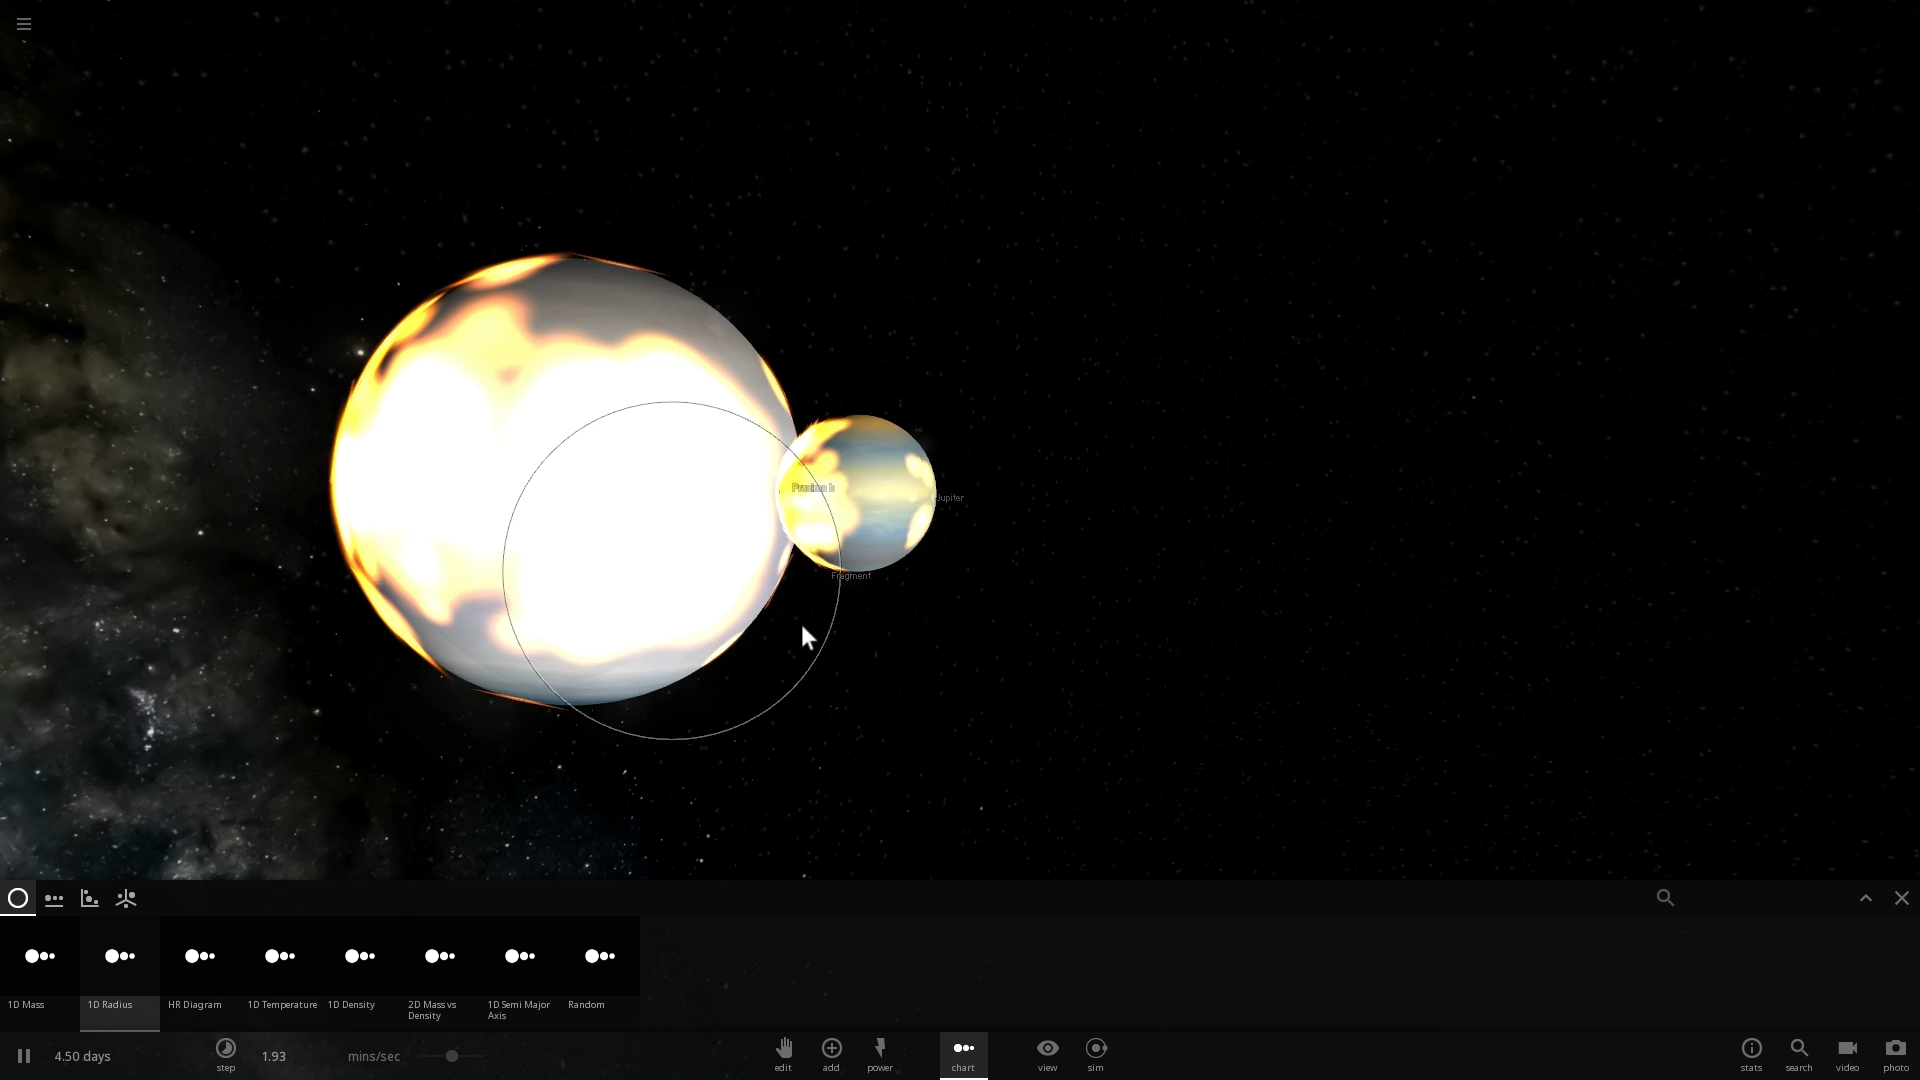 Jupiter
Fragment
1D Mass
1D Radius
HR Diagram
1D Temperature
1D Density
2D Mass vs
Density
1D Semi Major
Axis
Random
4.50 days
step
1.93
mins/sec
edit
add
power
chart
view
sim
stats
search
video
photo